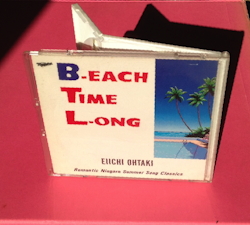 B-EACH
TIME
L-ONG
EIICHI OHTAKI
Romantic Niagara Summer Song Classics